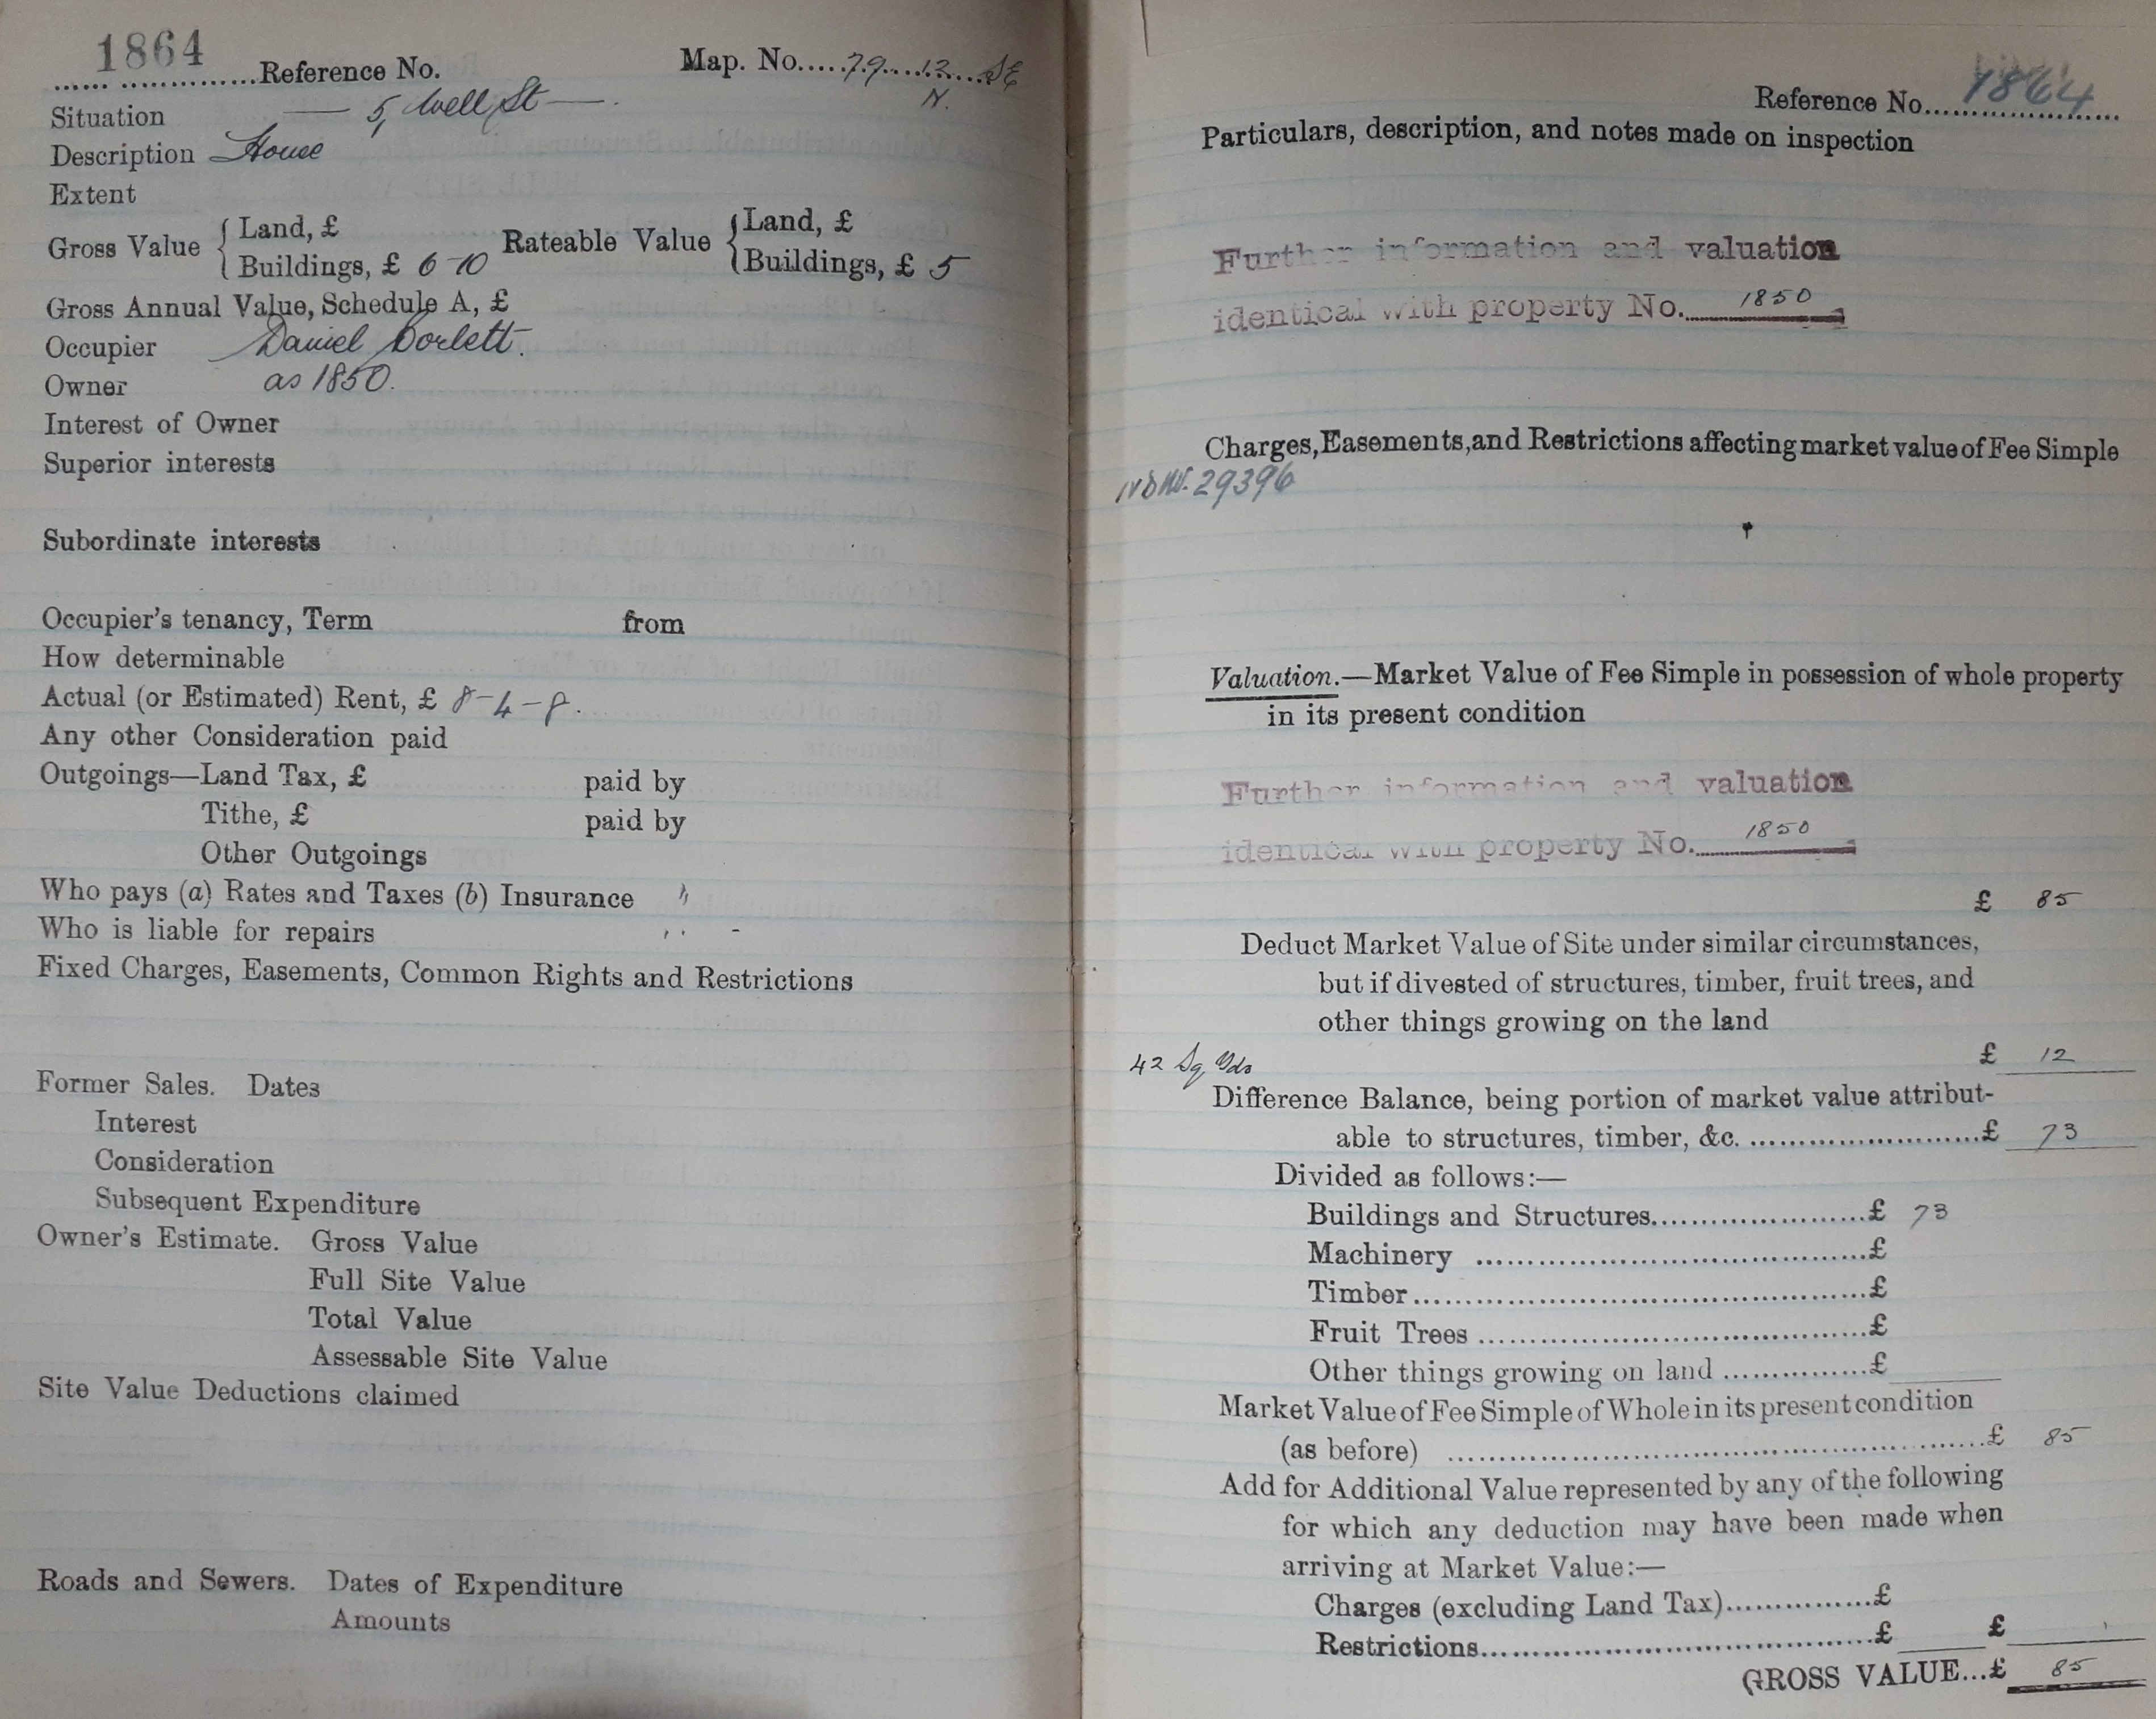 1864
...... ..............Reference No. Map. No.....79...12....SE
N.
Situation — 5, Well St —.
Description House
Extent
Gross Value { Land, £ Rateable Value { Land, £
Buildings, £ 6-10 Buildings, £ 5
Gross Annual Value, Schedule A, £
Occupier Daniel Corlett.
Owner as 1850.
Interest of Owner
Superior interests
Subordinate interests
Occupier's tenancy, Term from
How determinable
Actual (or Estimated) Rent, £ 8-4-8.
Any other Consideration paid
Outgoings—Land Tax, £ paid by
Tithe, £ paid by
Other Outgoings
Who pays (a) Rates and Taxes (b) Insurance
Who is liable for repairs
Fixed Charges, Easements, Common Rights and Restrictions
Former Sales. Dates
Interest
Consideration
Subsequent Expenditure
Owner's Estimate. Gross Value
Full Site Value
Total Value
Assessable Site Value
Site Value Deductions claimed
Roads and Sewers. Dates of Expenditure
Amounts
Reference No. 1864
Particulars, description, and notes made on inspection
Further information and valuation
identical with property No. 1850
Charges, Easements, and Restrictions affecting market value of Fee Simple
29396
Valuation.—Market Value of Fee Simple in possession of whole property
in its present condition
Further information and valuation
identical with property No. 1850
£ 85
Deduct Market Value of Site under similar circumstances,
but if divested of structures, timber, fruit trees, and
other things growing on the land
42 Sq Yds £ 12
Difference Balance, being portion of market value attribut-
able to structures, timber, &c. ........................£ 73
Divided as follows:—
Buildings and Structures......................£ 73
Machinery ......................................£
Timber.............................................£
Fruit Trees ......................................£
Other things growing on land ..............£
Market Value of Fee Simple of Whole in its present condition
(as before) ......................................................£ 85
Add for Additional Value represented by any of the following
for which any deduction may have been made when
arriving at Market Value:—
Charges (excluding Land Tax)..............£
Restrictions......................................£ £
GROSS VALUE...£ 85